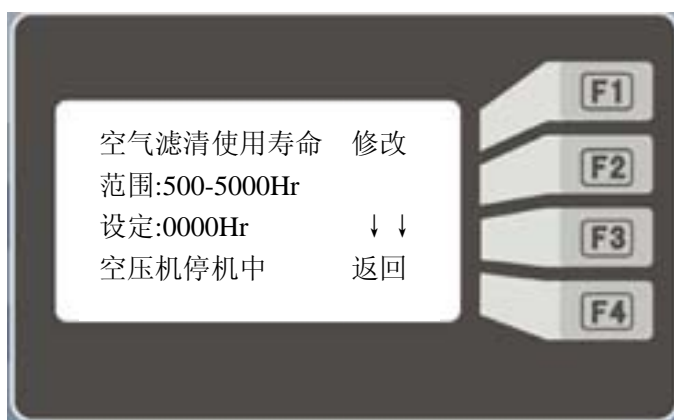 空气滤清使用寿命 修改
范围:500-5000Hr
设定:0000Hr ↓↓
空压机停机中 返回
F1
F2
F3
F4